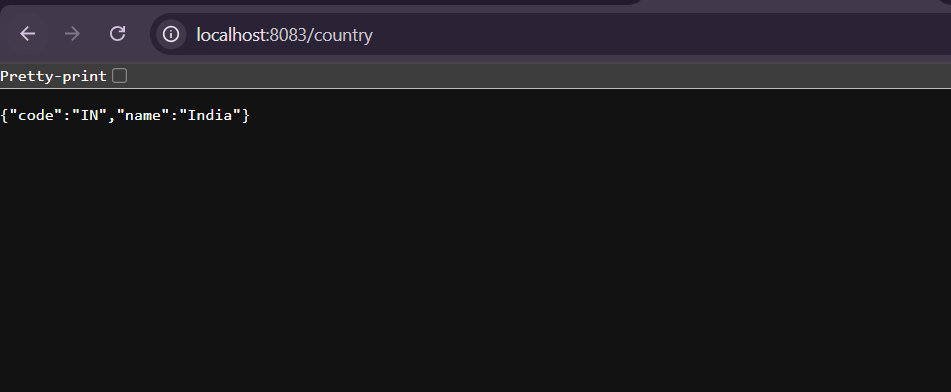 localhost:8083/country
Pretty-print
{"code":"IN","name":"India"}